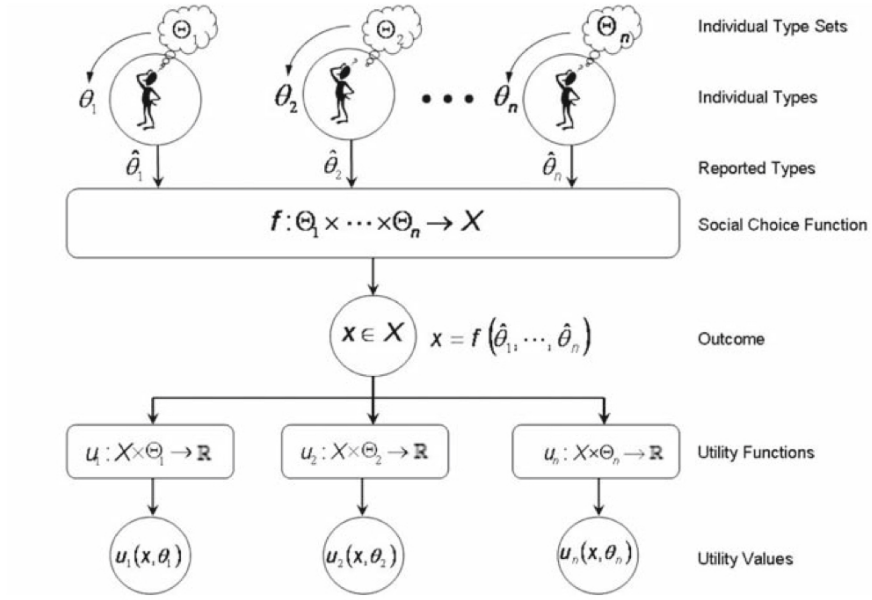 Θ₁ Θ₂ Θₙ Individual Type Sets
θ₁ θ₂ • • • θₙ Individual Types
θ̂₁ θ̂₂ θ̂ₙ Reported Types
f : Θ₁ × ⋯ × Θₙ → X Social Choice Function
x ∈ X x = f (θ̂₁, ⋯, θ̂ₙ) Outcome
u₁ : X × Θ₁ → ℝ u₂ : X × Θ₂ → ℝ uₙ : X × Θₙ → ℝ Utility Functions
u₁(x, θ₁) u₂(x, θ₂) uₙ(x, θₙ) Utility Values